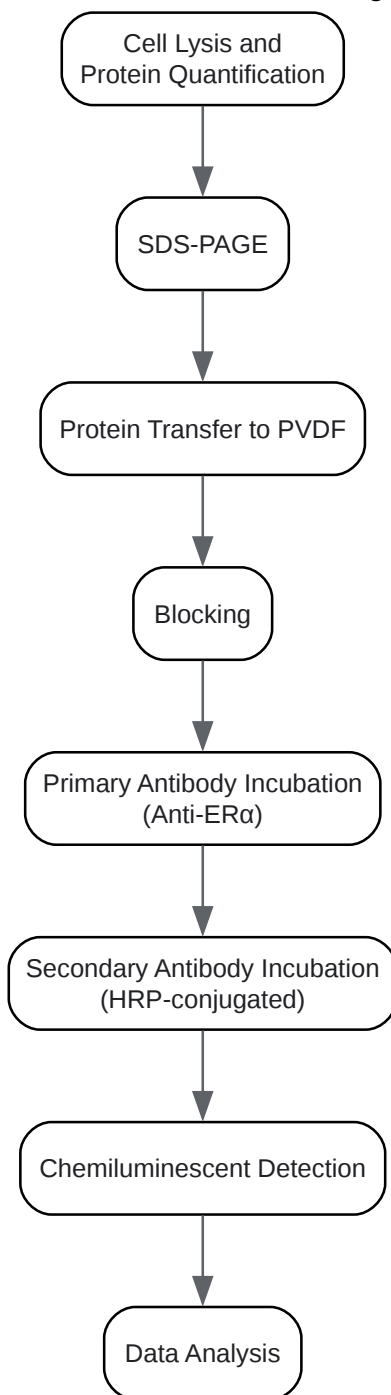 Cell Lysis and
Protein Quantification
SDS-PAGE
Protein Transfer to PVDF
Blocking
Primary Antibody Incubation
(Anti-ERα)
Secondary Antibody Incubation
(HRP-conjugated)
Chemiluminescent Detection
Data Analysis